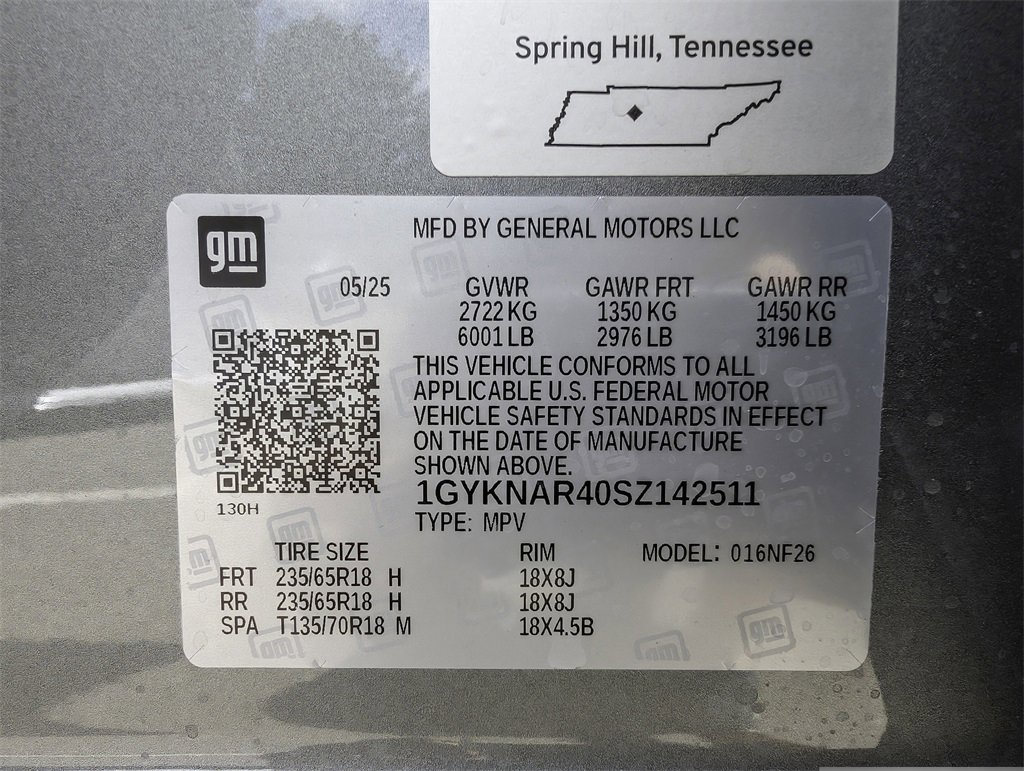 Spring Hill, Tennessee
gm
MFD BY GENERAL MOTORS LLC
05/25 GVWR GAWR FRT GAWR RR
2722 KG 1350 KG 1450 KG
6001 LB 2976 LB 3196 LB
THIS VEHICLE CONFORMS TO ALL
APPLICABLE U.S. FEDERAL MOTOR
VEHICLE SAFETY STANDARDS IN EFFECT
ON THE DATE OF MANUFACTURE
SHOWN ABOVE.
1GYKNAR40SZ142511
130H
TYPE: MPV
TIRE SIZE RIM MODEL: 016NF26
FRT 235/65R18 H 18X8J
RR 235/65R18 H 18X8J
SPA T135/70R18 M 18X4.5B